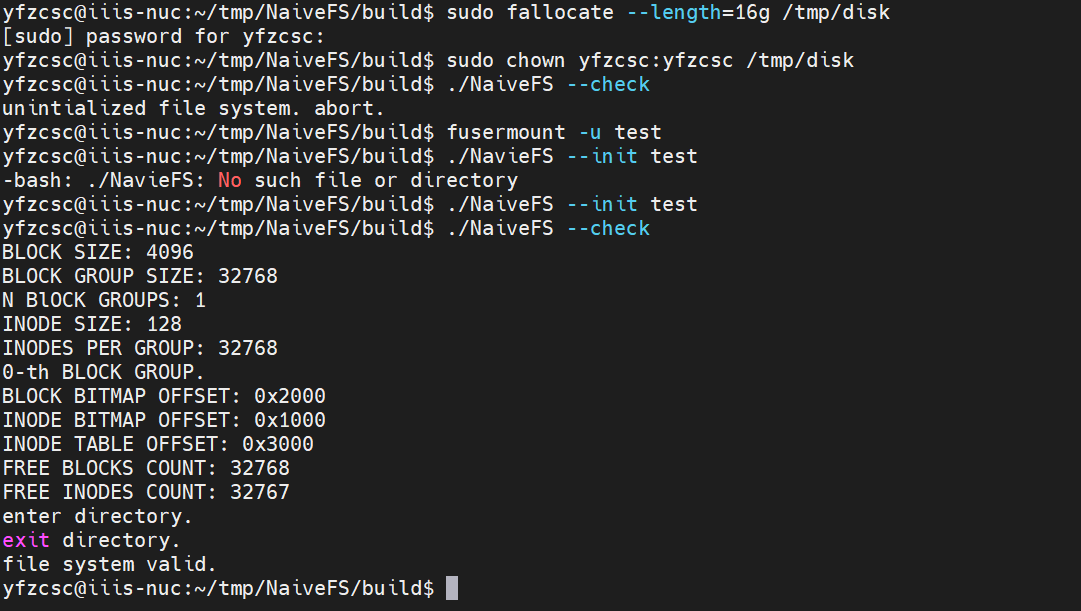 yfzcsc@iiis-nuc:~/tmp/NaiveFS/build$ sudo fallocate --length=16g /tmp/disk
[sudo] password for yfzcsc:
yfzcsc@iiis-nuc:~/tmp/NaiveFS/build$ sudo chown yfzcsc:yfzcsc /tmp/disk
yfzcsc@iiis-nuc:~/tmp/NaiveFS/build$ ./NaiveFS --check
unintialized file system. abort.
yfzcsc@iiis-nuc:~/tmp/NaiveFS/build$ fusermount -u test
yfzcsc@iiis-nuc:~/tmp/NaiveFS/build$ ./NavieFS --init test
-bash: ./NavieFS: No such file or directory
yfzcsc@iiis-nuc:~/tmp/NaiveFS/build$ ./NaiveFS --init test
yfzcsc@iiis-nuc:~/tmp/NaiveFS/build$ ./NaiveFS --check
BLOCK SIZE: 4096
BLOCK GROUP SIZE: 32768
N BlOCK GROUPS: 1
INODE SIZE: 128
INODES PER GROUP: 32768
0-th BLOCK GROUP.
BLOCK BITMAP OFFSET: 0x2000
INODE BITMAP OFFSET: 0x1000
INODE TABLE OFFSET: 0x3000
FREE BLOCKS COUNT: 32768
FREE INODES COUNT: 32767
enter directory.
exit directory.
file system valid.
yfzcsc@iiis-nuc:~/tmp/NaiveFS/build$